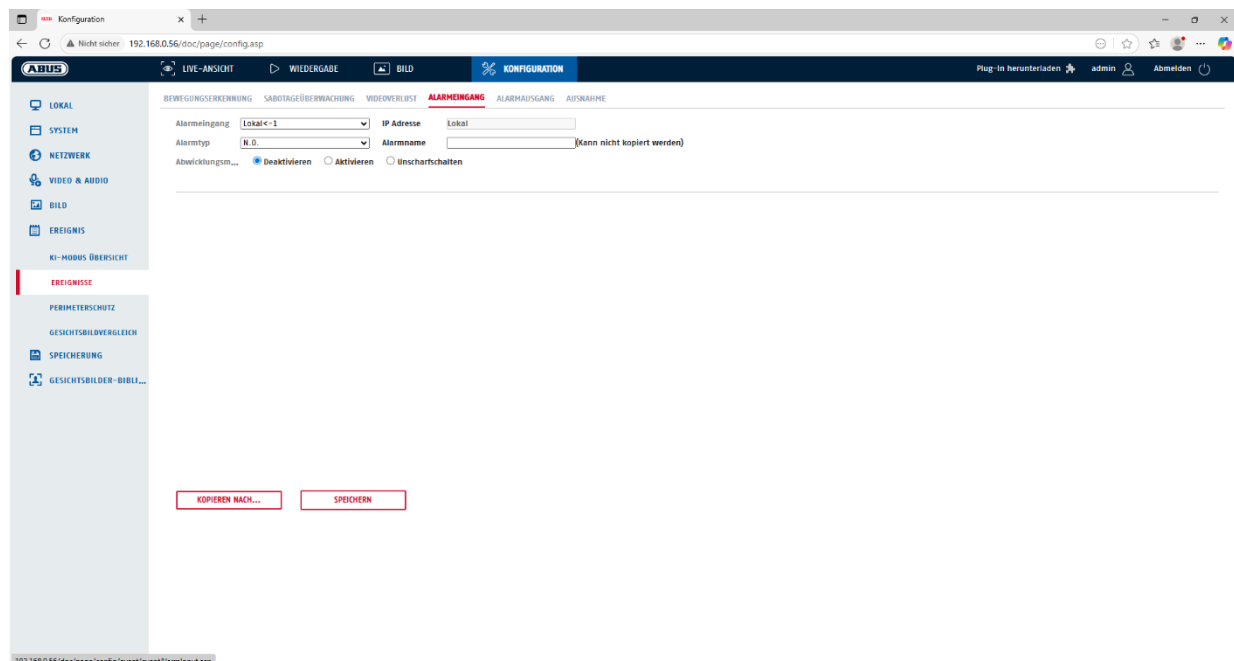 Konfiguration
Nicht sicher 192.168.0.56/doc/page/config.asp
ABUS LIVE-ANSICHT WIEDERGABE BILD KONFIGURATION Plug-in herunterladen admin Abmelden
BEWEGUNGSERKENNUNG SABOTAGEÜBERWACHUNG VIDEOVERLUST ALARMEINGANG ALARMAUSGANG AUSNAHME
LOKAL
SYSTEM
NETZWERK
VIDEO & AUDIO
BILD
EREIGNIS
KI-MODUS ÜBERSICHT
EREIGNISSE
PERIMETERSCHUTZ
GESICHTSBILDVERGLEICH
SPEICHERUNG
GESICHTSBILDER-BIBLI...
Alarmeingang Lokal<-1 IP Adresse Lokal
Alarmtyp N.O. Alarmname (Kann nicht kopiert werden)
Abwicklungsm... Deaktivieren Aktivieren Unscharfschalten
KOPIEREN NACH... SPEICHERN